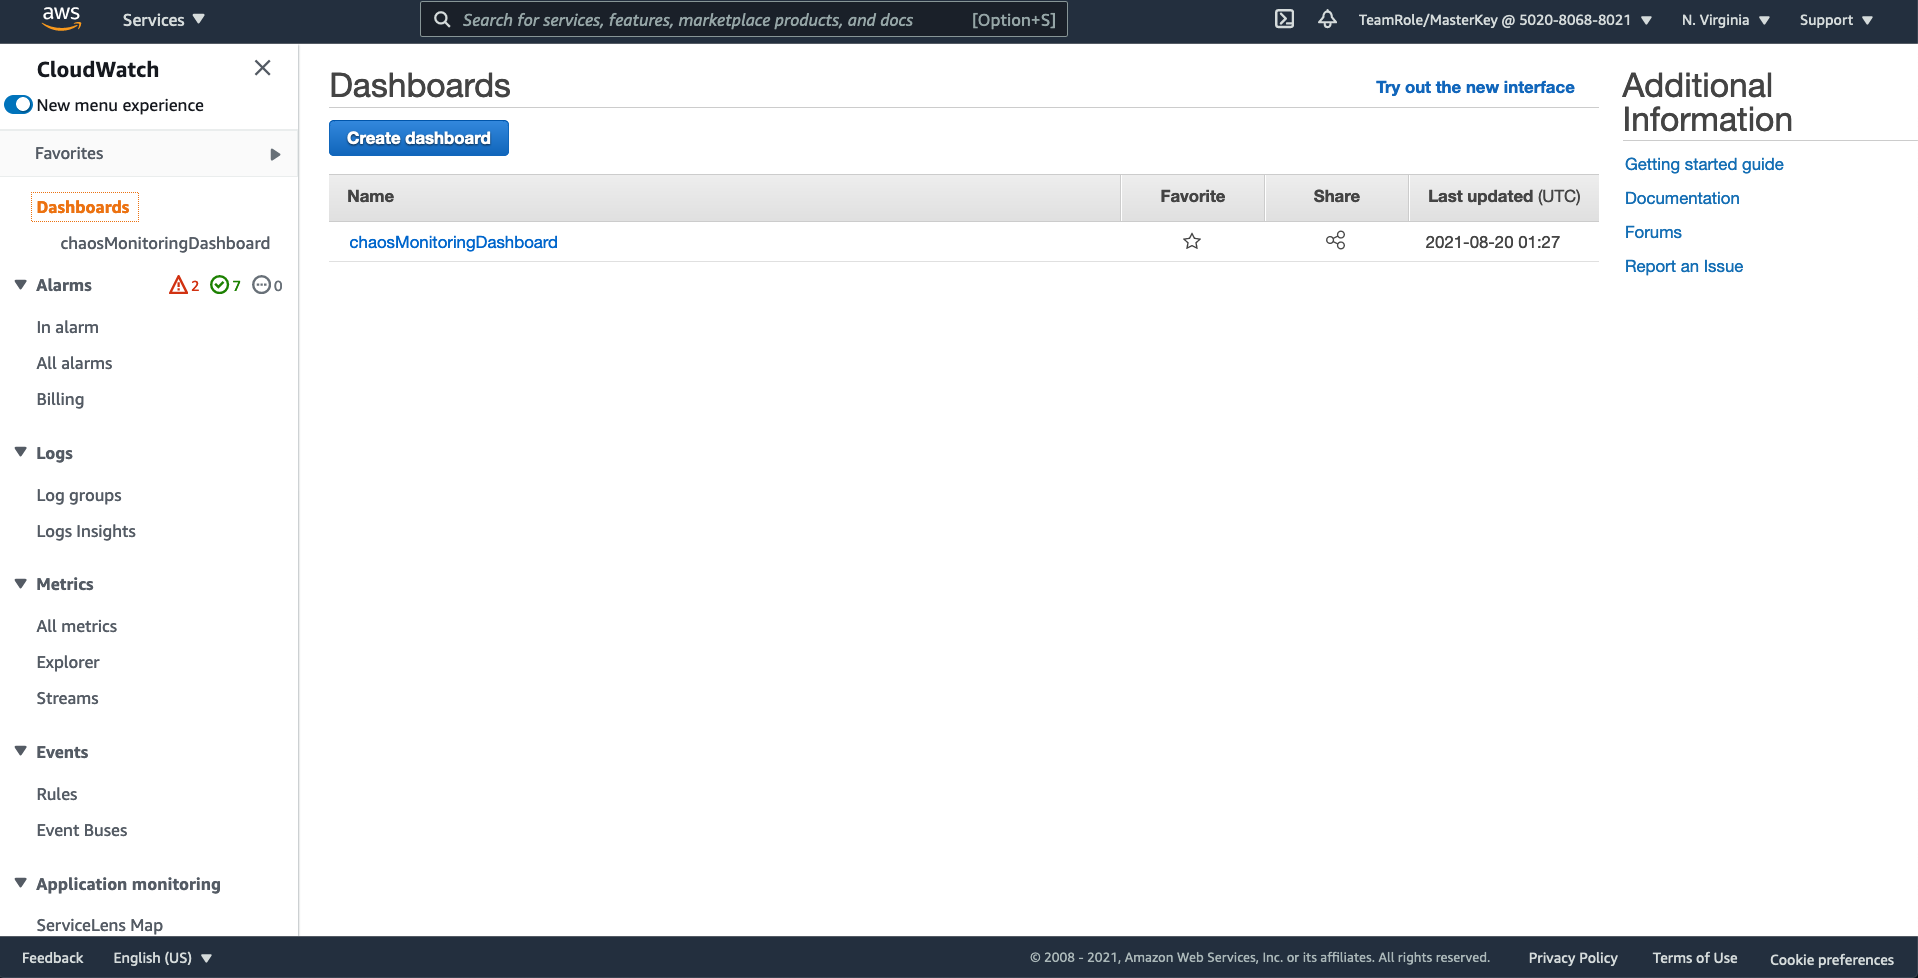 aws
Services
Search for services, features, marketplace products, and docs
[Option+S]
TeamRole/MasterKey @ 5020-8068-8021
N. Virginia
Support
CloudWatch
New menu experience
Favorites
Dashboards
chaosMonitoringDashboard
Alarms 2 7 0
In alarm
All alarms
Billing
Logs
Log groups
Logs Insights
Metrics
All metrics
Explorer
Streams
Events
Rules
Event Buses
Application monitoring
ServiceLens Map
Dashboards
Try out the new interface
Create dashboard
Name Favorite Share Last updated (UTC)
chaosMonitoringDashboard 2021-08-20 01:27
Additional
Information
Getting started guide
Documentation
Forums
Report an Issue
Feedback
English (US)
© 2008 - 2021, Amazon Web Services, Inc. or its affiliates. All rights reserved.
Privacy Policy
Terms of Use
Cookie preferences